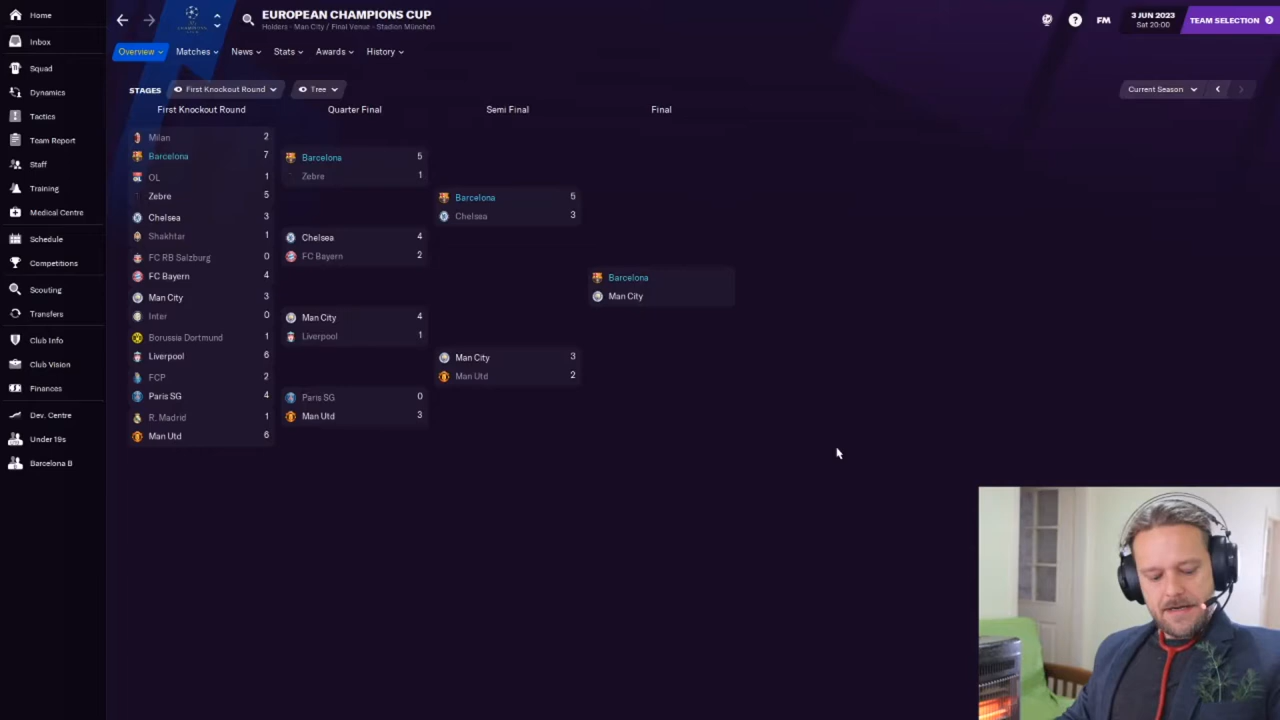 Home
Inbox
Squad
Dynamics
Tactics
Team Report
Staff
Training
Medical Centre
Schedule
Competitions
Scouting
Transfers
Club Info
Club Vision
Finances
Dev. Centre
Under 19s
Barcelona B
EUROPEAN CHAMPIONS CUP
Holders - Man City / Final Venue - Stadion München
FM
3 JUN 2023
Sat 20:00
TEAM SELECTION
Overview
Matches
News
Stats
Awards
History
STAGES
First Knockout Round
Tree
Current Season
First Knockout Round
Quarter Final
Semi Final
Final
Milan 2
Barcelona 7
OL 1
Zebre 5
Chelsea 3
Shakhtar 1
FC RB Salzburg 0
FC Bayern 4
Man City 3
Inter 0
Borussia Dortmund 1
Liverpool 6
FCP 2
Paris SG 4
R. Madrid 1
Man Utd 6
Barcelona 5
Zebre 1
Chelsea 4
FC Bayern 2
Man City 4
Liverpool 1
Paris SG 0
Man Utd 3
Barcelona 5
Chelsea 3
Man City 3
Man Utd 2
Barcelona
Man City